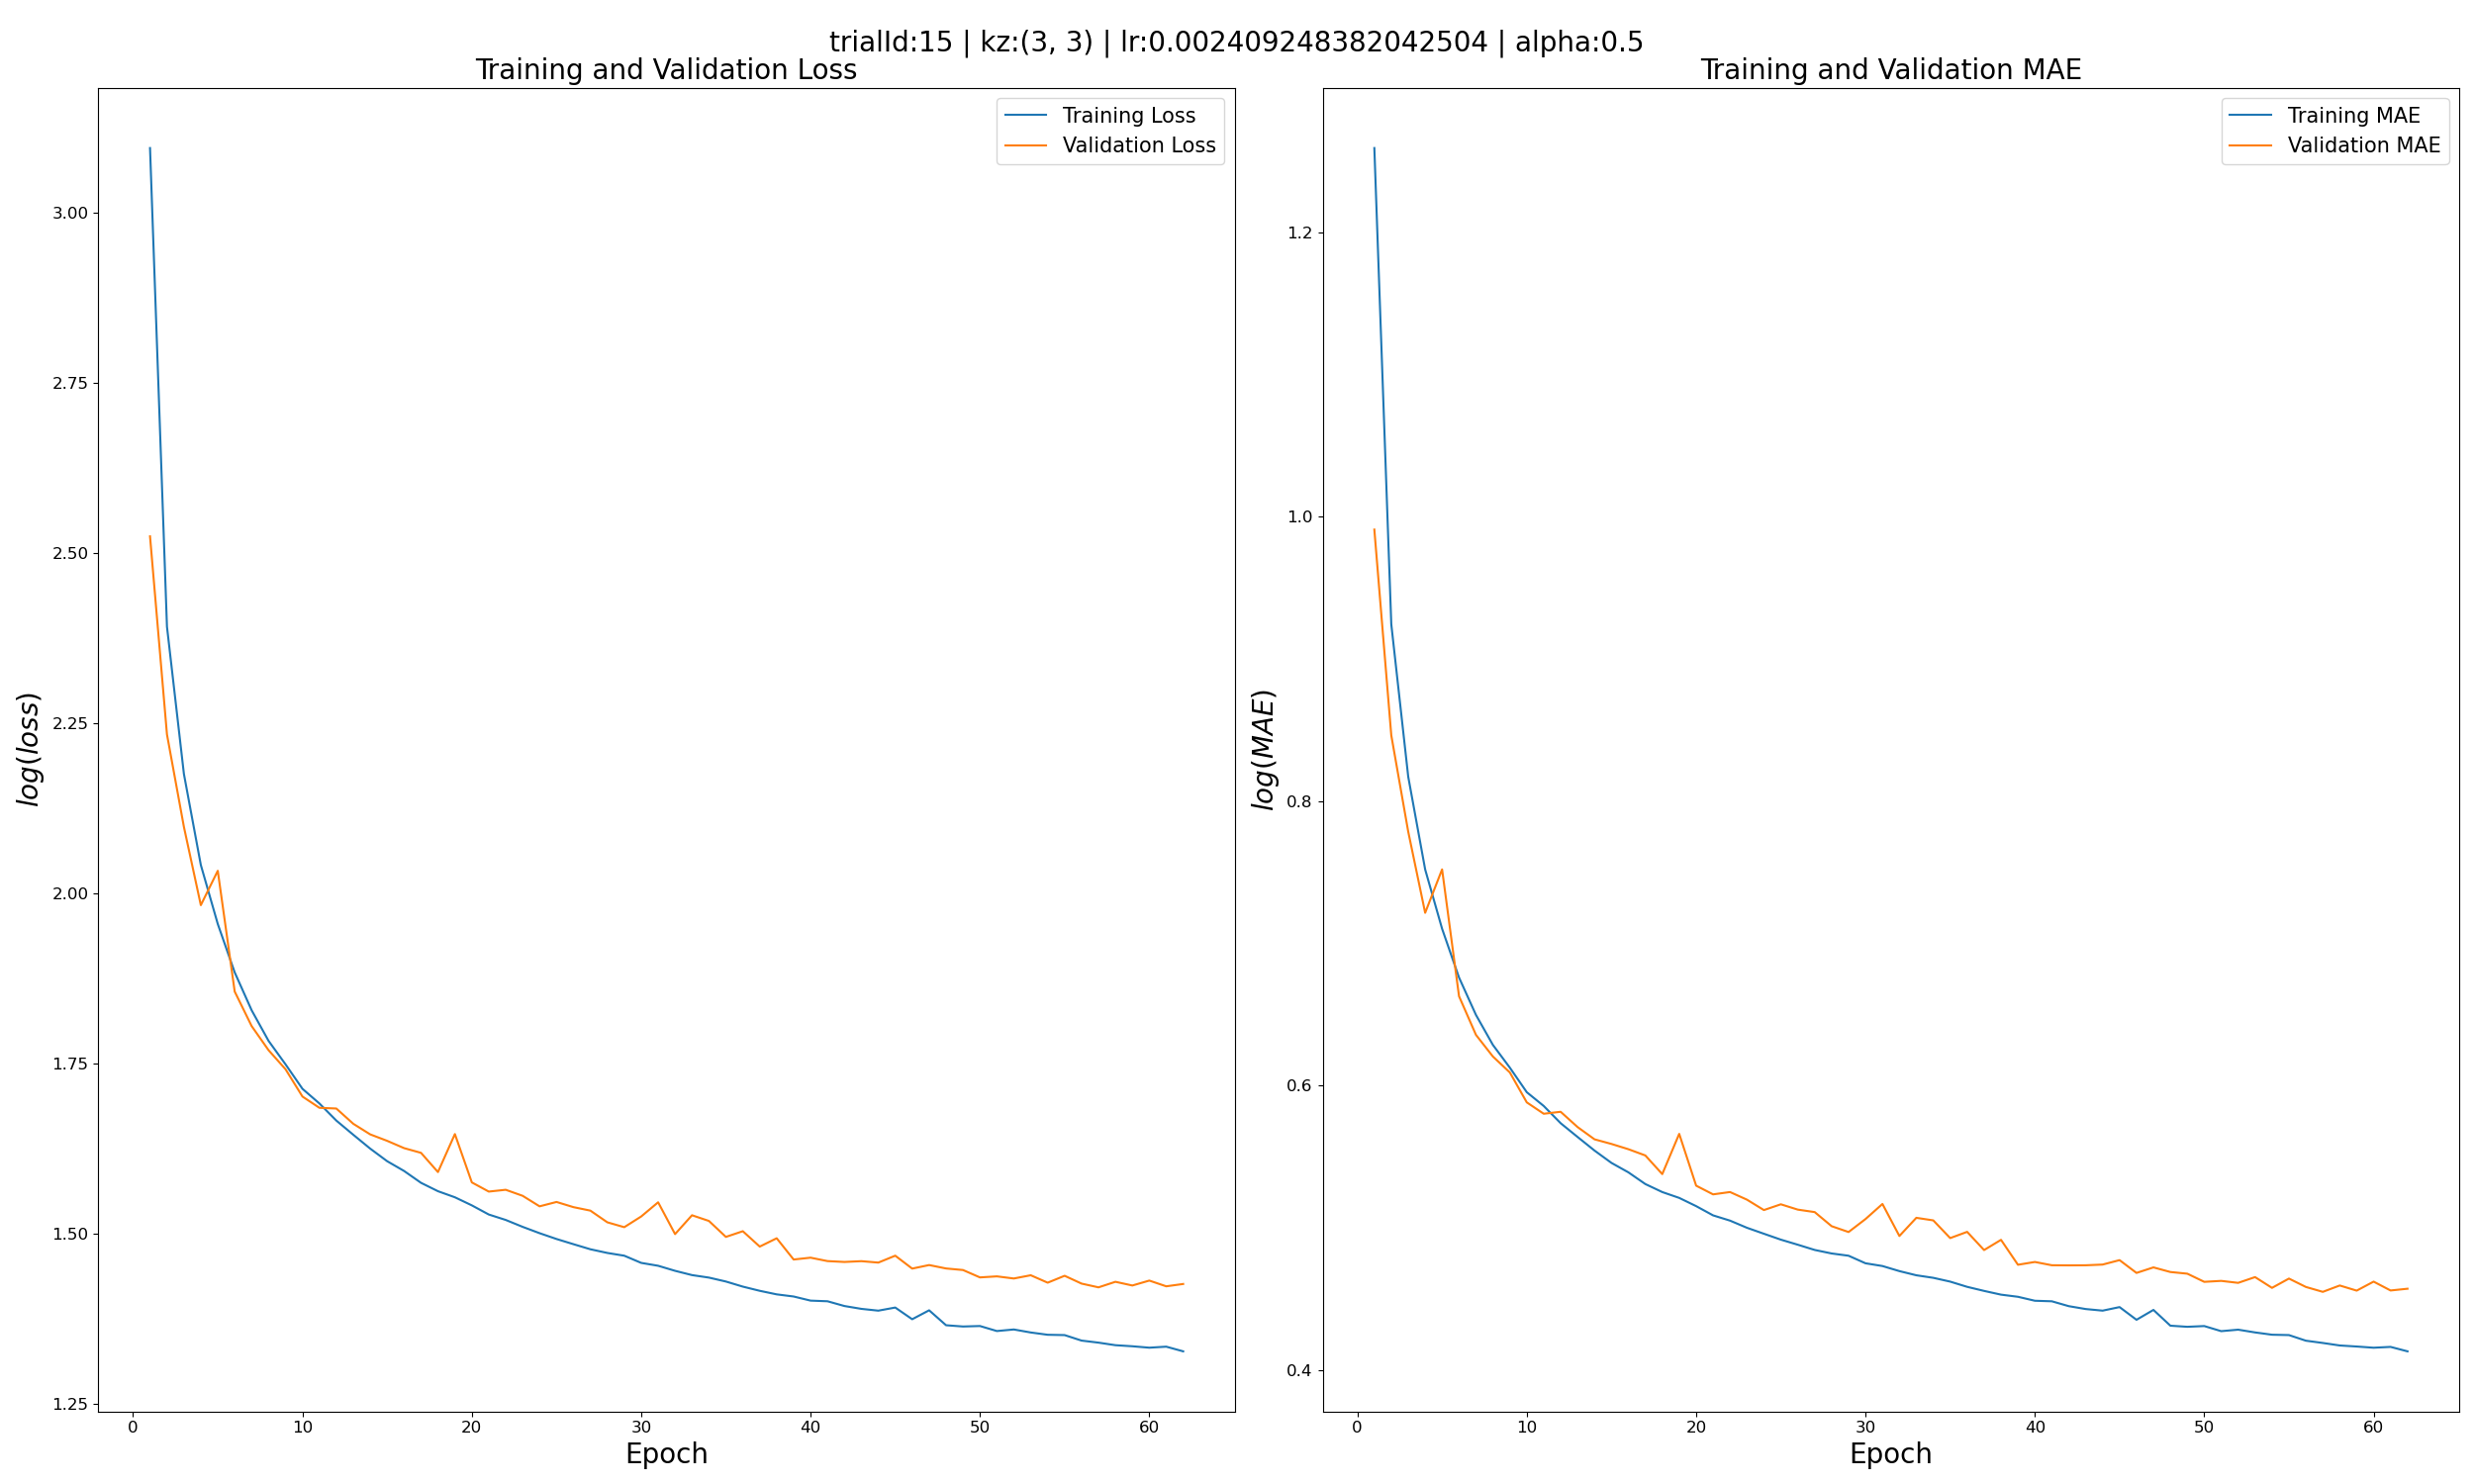 trialId:15 | kz:(3, 3) | lr:0.002409248382042504 | alpha:0.5
Training and Validation Loss
Training Loss
Validation Loss
3.00
2.75
2.50
2.25
2.00
1.75
1.50
1.25
log(loss)
0 10 20 30 40 50 60
Epoch
Training and Validation MAE
Training MAE
Validation MAE
1.2
1.0
0.8
0.6
0.4
log(MAE)
0 10 20 30 40 50 60
Epoch